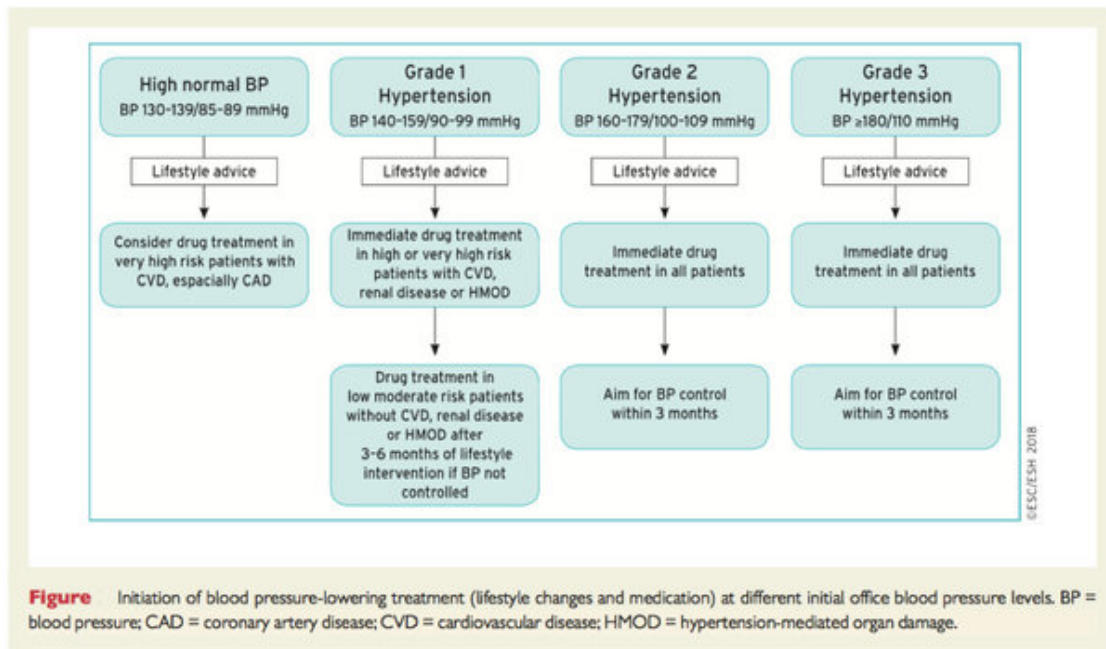 High normal BP
BP 130-139/85-89 mmHg
Lifestyle advice
Consider drug treatment in
very high risk patients with
CVD, espacially CAD
Grade 1
Hypertension
BP 140-159/90-99 mmHg
Lifestyle advice
Immediate drug treatment
in high or very high risk
patients with CVD,
renal disease or HMOD
Drug treatment in
low moderate risk patients
without CVD, renal disease
or HMOD after
3-6 months of lifestyle
intervention if BP not
controlled
Grade 2
Hypertension
BP 160-179/100-109 mmHg
Lifestyle advice
Immediate drug
treatment in all patients
Aim for BP control
within 3 months
Grade 3
Hypertension
BP ≥180/110 mmHg
Lifestyle advice
Immediate drug
treatment in all patients
Aim for BP control
within 3 months
©ESC/ESH 2018
Figure Initiation of blood pressure-lowering treatment (lifestyle changes and medication) at different initial office blood pressure levels. BP =
blood pressure; CAD = coronary artery disease; CVD = cardiovascular disease; HMOD = hypertension-mediated organ damage.